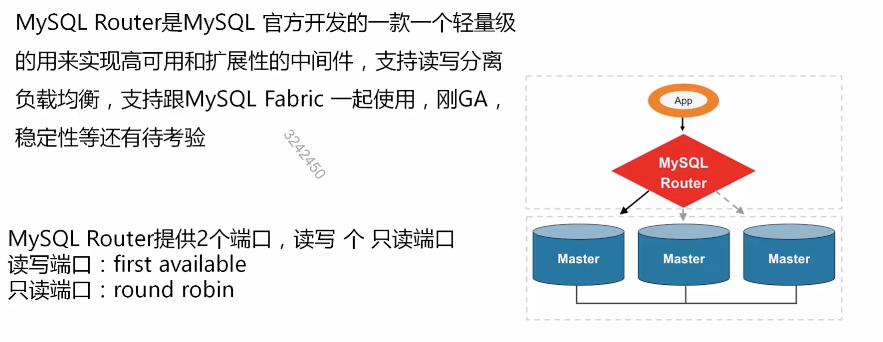 MySQL Router是MySQL 官方开发的一款一个轻量级
的用来实现高可用和扩展性的中间件，支持读写分离
负载均衡，支持跟MySQL Fabric 一起使用，刚GA，
稳定性等还有待考验
3242450
MySQL Router提供2个端口，读写 个 只读端口
读写端口：first available
只读端口：round robin
App
MySQL
Router
Master
Master
Master